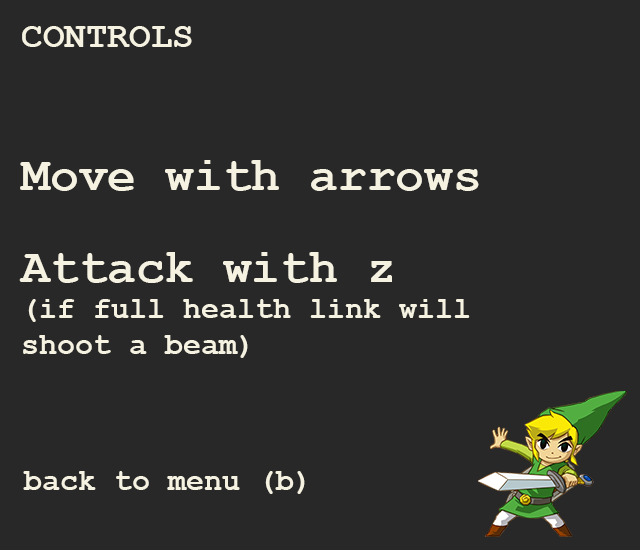 CONTROLS
Move with arrows
Attack with z
(if full health link will
shoot a beam)
back to menu (b)